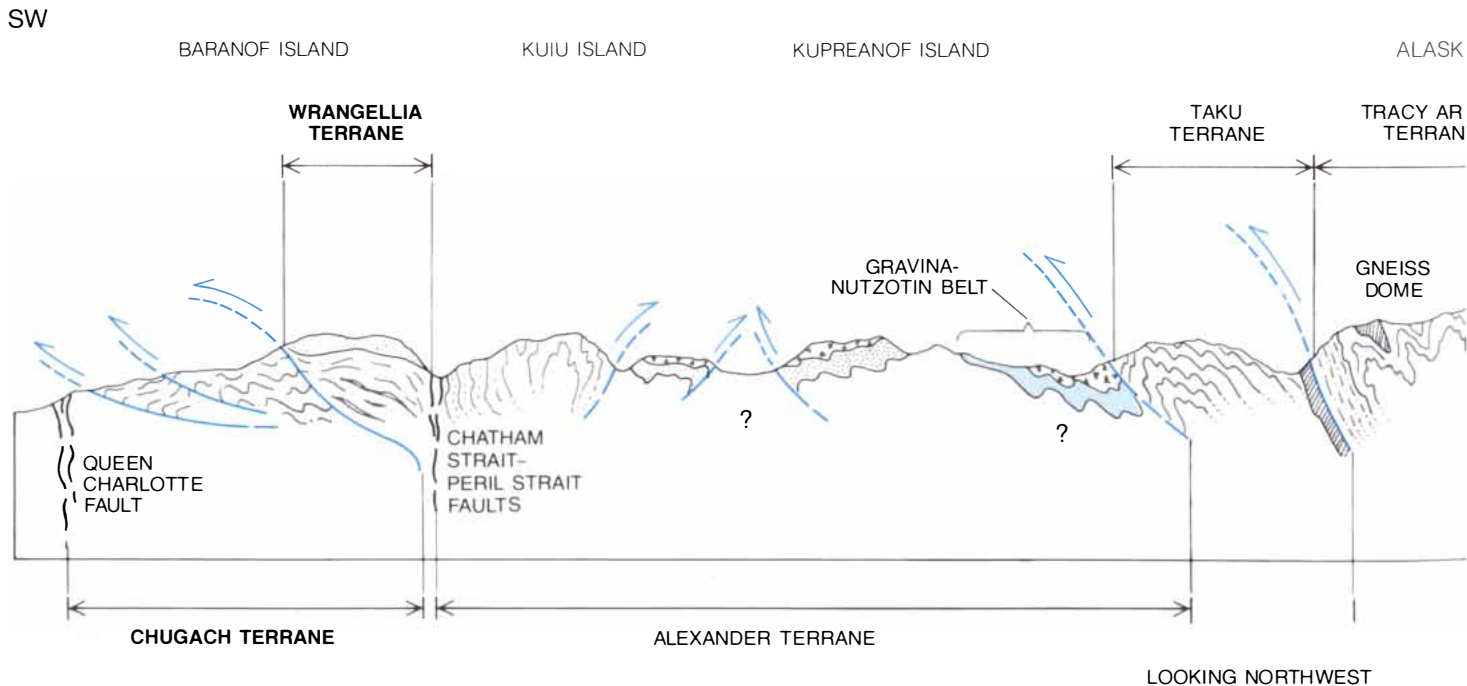 SW
BARANOF ISLAND
KUIU ISLAND
KUPREANOF ISLAND
ALASK
WRANGELLIA
TERRANE
TAKU
TERRANE
TRACY AR
TERRAN
GRAVINA-
NUTZOTIN BELT
GNEISS
DOME
?
?
QUEEN
CHARLOTTE
FAULT
CHATHAM
STRAIT–
PERIL STRAIT
FAULTS
CHUGACH TERRANE
ALEXANDER TERRANE
LOOKING NORTHWEST